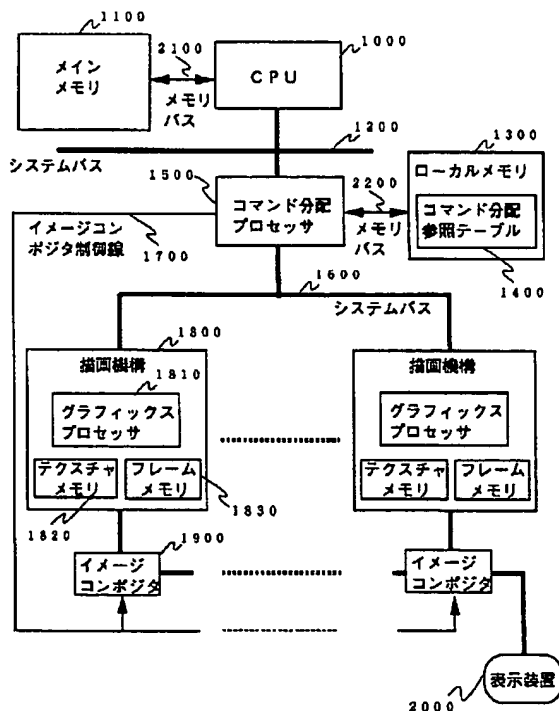 1100
メイン
メモリ
2100
メモリ
バス
1000
CPU
1200
システムバス
1500
コマンド分配
プロセッサ
2200
メモリ
バス
1300
ローカルメモリ
コマンド分配
参照テーブル
1400
イメージコン
ポジタ制御線
1700
1600
システムバス
1800
描画機構
1810
グラフィックス
プロセッサ
テクスチャ
メモリ
フレーム
メモリ
1820
1830
描画機構
グラフィックス
プロセッサ
テクスチャ
メモリ
フレーム
メモリ
1900
イメージ
コンポジタ
イメージ
コンポジタ
表示装置
2000